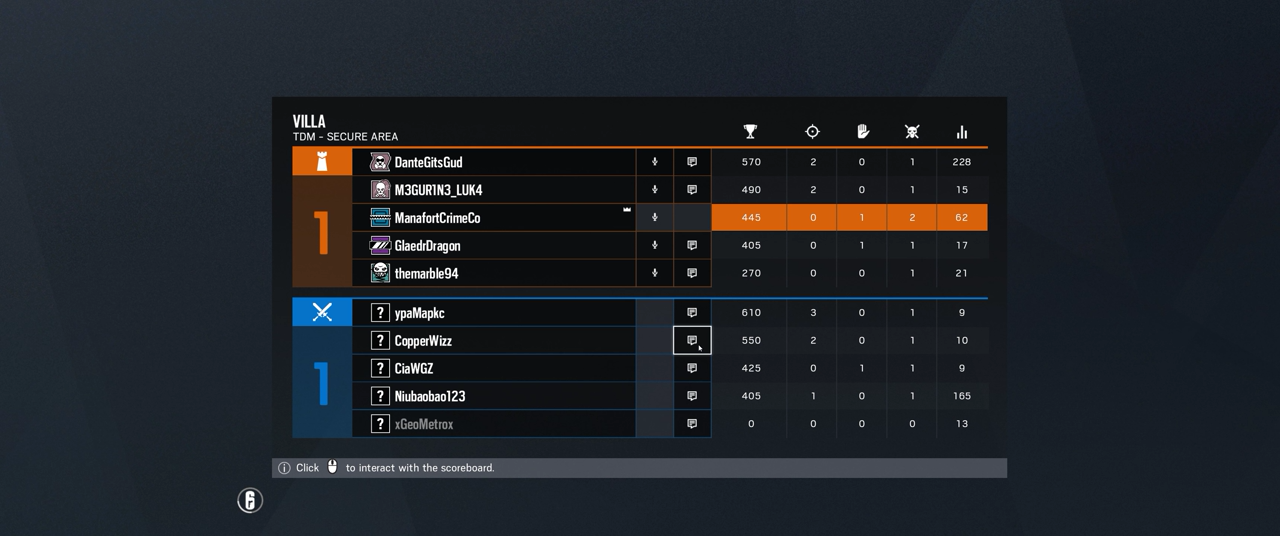 VILLA
TDM - SECURE AREA
DanteGitsGud 570 2 0 1 228
M3GUR1N3_LUK4 490 2 0 1 15
1
ManafortCrimeCo 445 0 1 2 62
GlaedrDragon 405 0 1 1 17
themarble94 270 0 0 1 21
? ypaMapkc 610 3 0 1 9
? CopperWizz 550 2 0 1 10
1
? CiaWGZ 425 0 1 1 9
? Niubaobao123 405 1 0 1 165
? xGeoMetrox 0 0 0 0 13
Click to interact with the scoreboard.
6